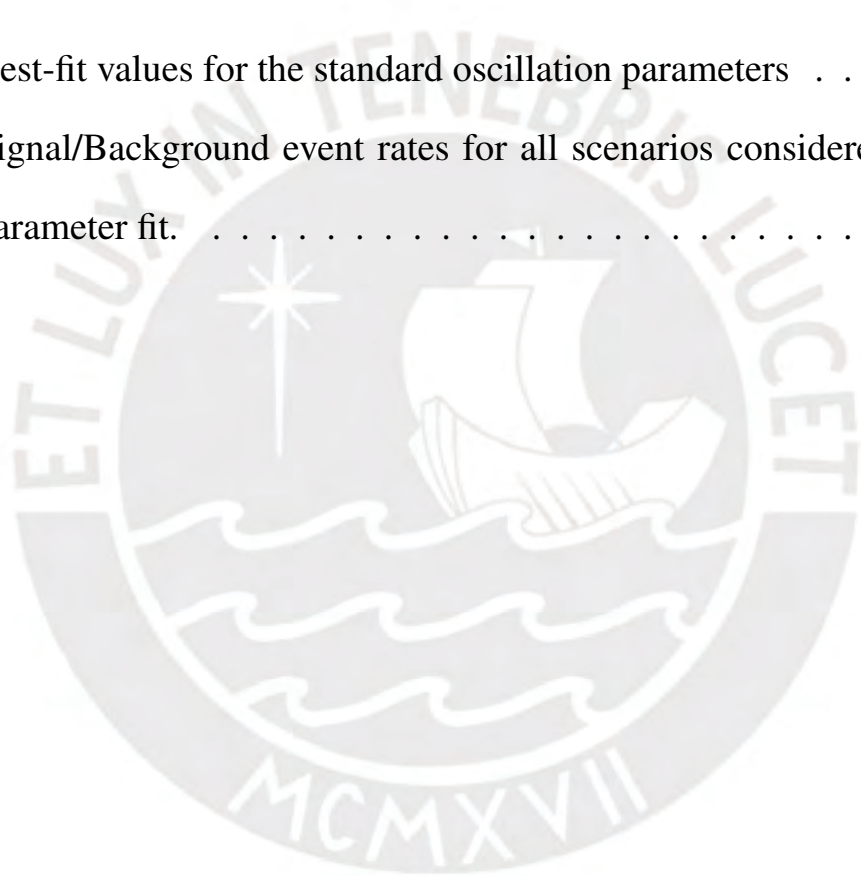 est-fit values for the standard oscillation parameters . .
ignal/Background event rates for all scenarios considere
arameter fit. . . . . . . . . . . . . . . . . . . . . . . .
ET LUX IN TENEBRIS LUCET
MCMXVII